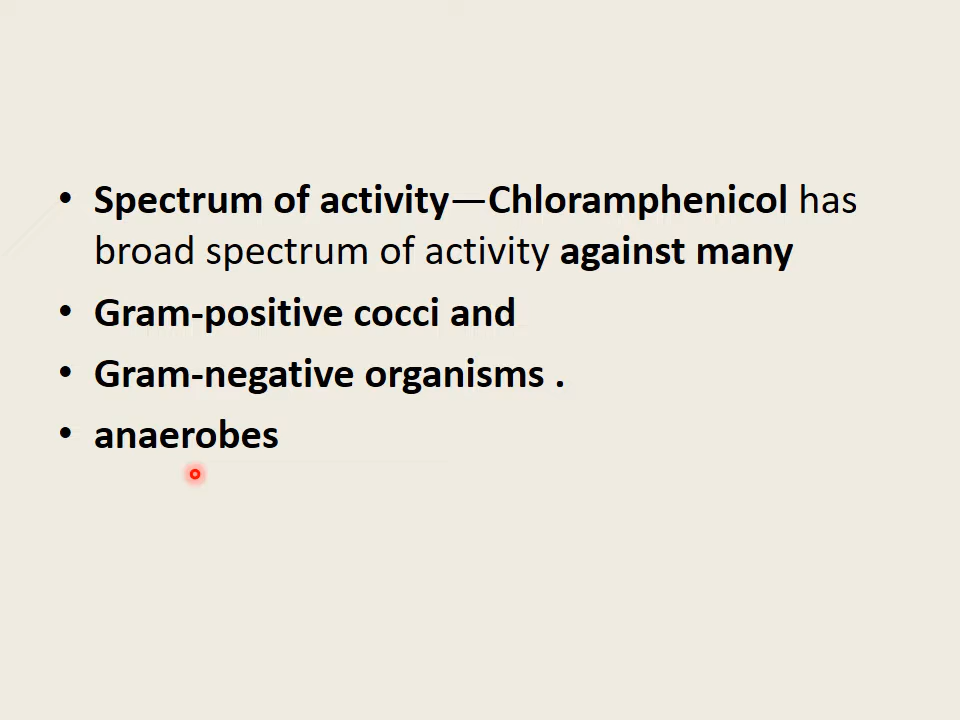 • Spectrum of activity—Chloramphenicol has
broad spectrum of activity against many
• Gram-positive cocci and
• Gram-negative organisms .
• anaerobes